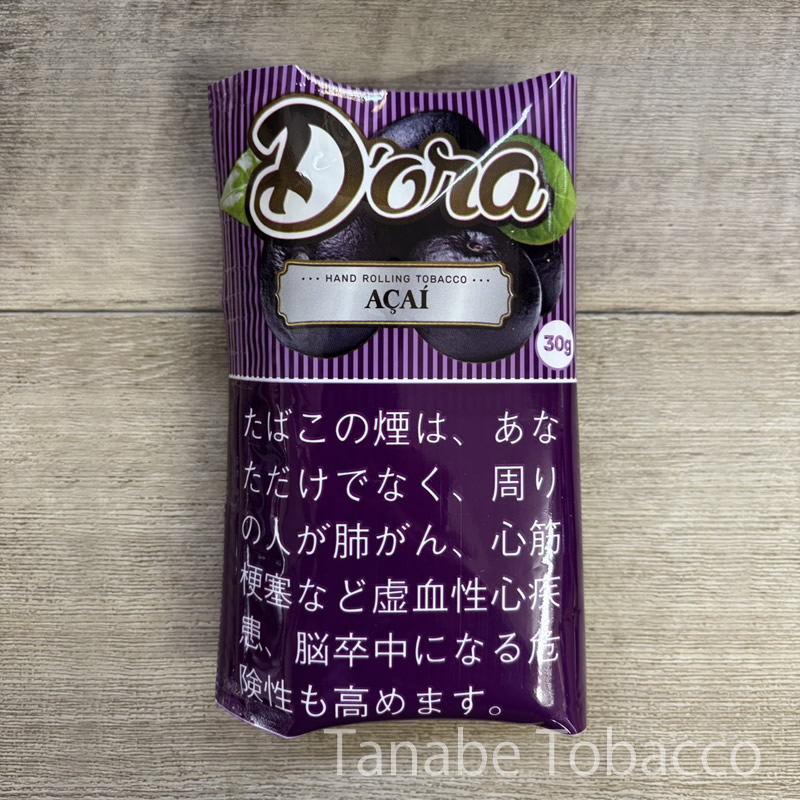 D'ora
HAND ROLLING TOBACCO
AÇAÍ
30g
たばこの煙は、あな
ただけでなく、周り
の人が肺がん、心筋
梗塞など虚血性心疾
患、脳卒中になる危
険性も高めます。
Tanabe Tobacco